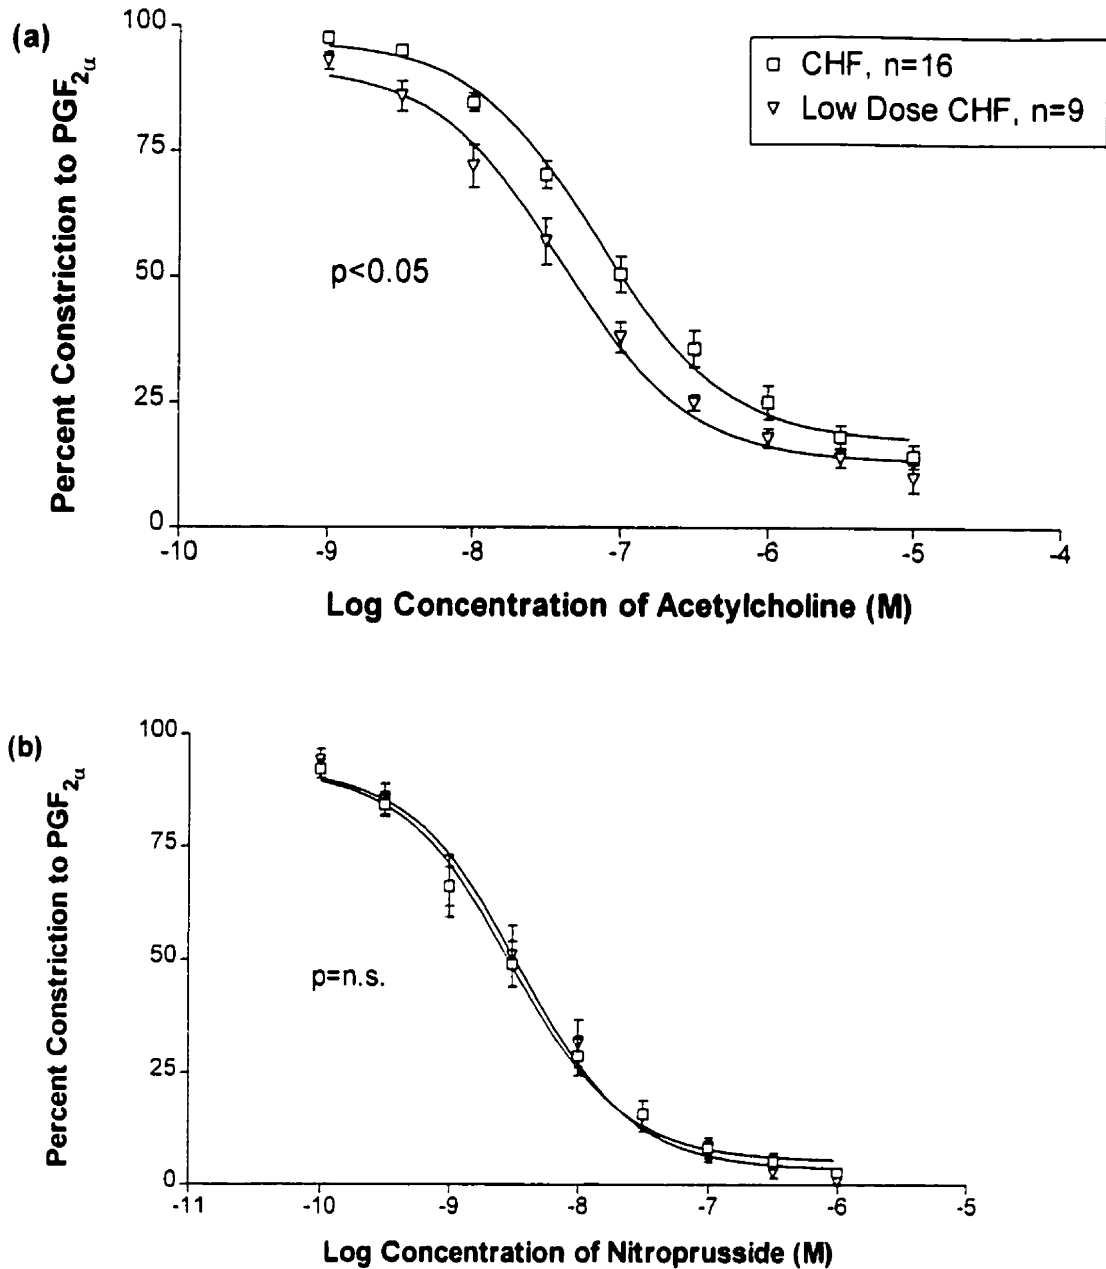 (a)
Percent Constriction to PGF2α
100
75
50
25
0
□ CHF, n=16
▽ Low Dose CHF, n=9
p<0.05
-10 -9 -8 -7 -6 -5 -4
Log Concentration of Acetylcholine (M)
(b)
Percent Constriction to PGF2α
100
75
50
25
0
p=n.s.
-11 -10 -9 -8 -7 -6 -5
Log Concentration of Nitroprusside (M)